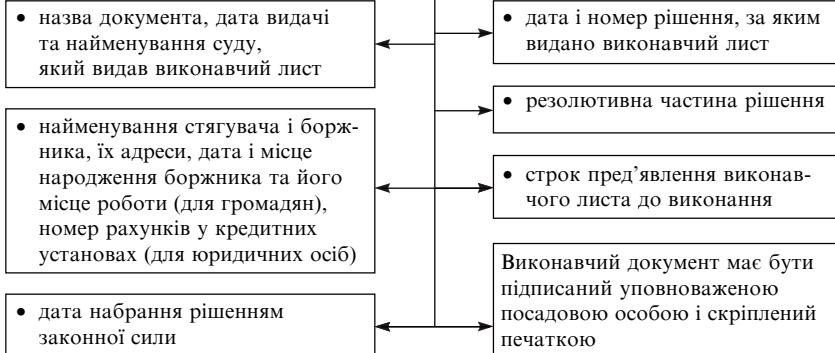 • назва документа, дата видачі
та найменування суду,
який видав виконавчий лист
• найменування стягувача і борж-
ника, їх адреси, дата і місце
народження боржника та його
місце роботи (для громадян),
номер рахунків у кредитних
установах (для юридичних осіб)
• дата набрання рішенням
законної сили
• дата і номер рішення, за яким
видано виконавчий лист
• резолютивна частина рішення
• строк пред’явлення виконав-
чого листа до виконання
Виконавчий документ має бути
підписаний уповноваженою
посадовою особою і скріплений
печаткою